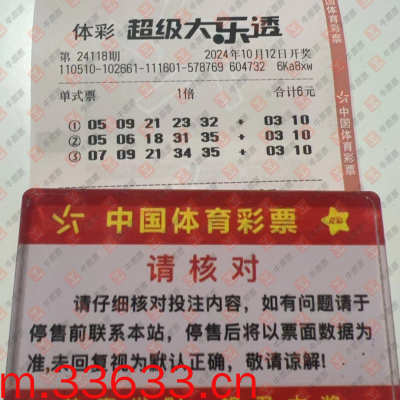 体彩 超级大乐透
第 24118期 2024年10月12日开奖
110510-102661-111601-578769 604732 6KaBxw
单式票 1倍 合计6元
① 05 09 21 23 32 + 03 10
② 05 06 18 31 35 + 03 10
③ 07 09 21 34 35 + 03 10
中国体育彩票
中国体育彩票
请核对
请仔细核对投注内容，如有问题请于
停售前联系本站，停售后将以票面数据为
准,未回复视为默认正确，敬请谅解!
m.33633.cn